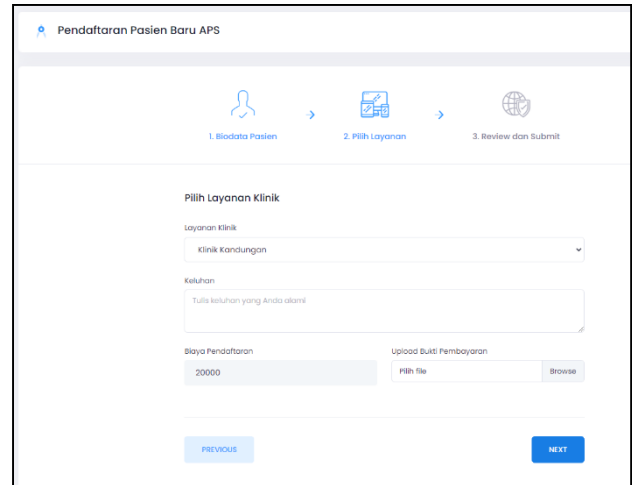 Pendaftaran Pasien Baru APS
1. Biodata Pasien
2. Pilih Layanan
3. Review dan Submit
Pilih Layanan Klinik
Layanan Klinik
Klinik Kandungan
Keluhan
Tulis keluhan yang Anda alami
Biaya Pendaftaran
Upload Bukti Pembayaran
20000
Pilih file
Browse
PREVIOUS
NEXT